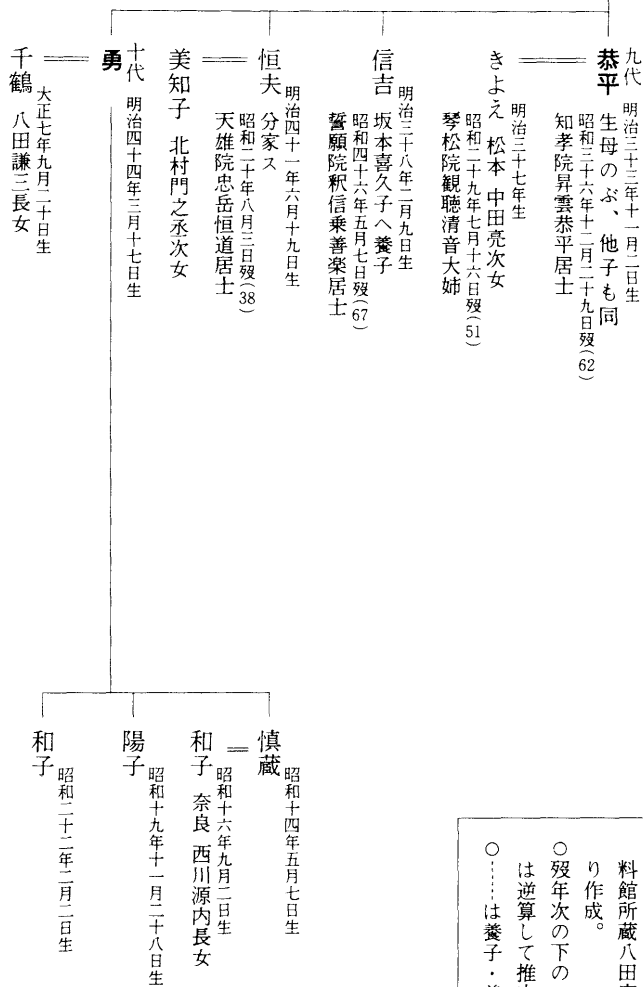 九代
恭平
明治三十三年十一月二日生
生母のぶ、他子も同
昭和三十六年十二月二十九日歿(62)
知孝院昇雲恭平居士
きよえ
明治三十七年生
松本 中田亮次女
昭和二十九年七月十六日歿(51)
琴松院観聴清音大姉
信吉
明治三十八年二月九日生
坂本喜久子へ養子
昭和四十六年五月七日歿(67)
誓願院釈信乗善楽居士
恒夫
明治四十一年六月十九日生
分家ス
昭和二十年八月三日歿(38)
天雄院忠岳恒道居士
美知子 北村門之丞次女
十代
勇
明治四十四年三月十七日生
千鶴
大正七年九月二十日生
八田謙三長女
慎蔵
昭和十四年五月七日生
和子
昭和十六年九月二日生
奈良 西川源内長女
陽子
昭和十九年十一月二十八日生
和子
昭和二十二年二月二日生
料館所蔵八田
り作成。
○歿年次の下の
は逆算して推
○……は養子・